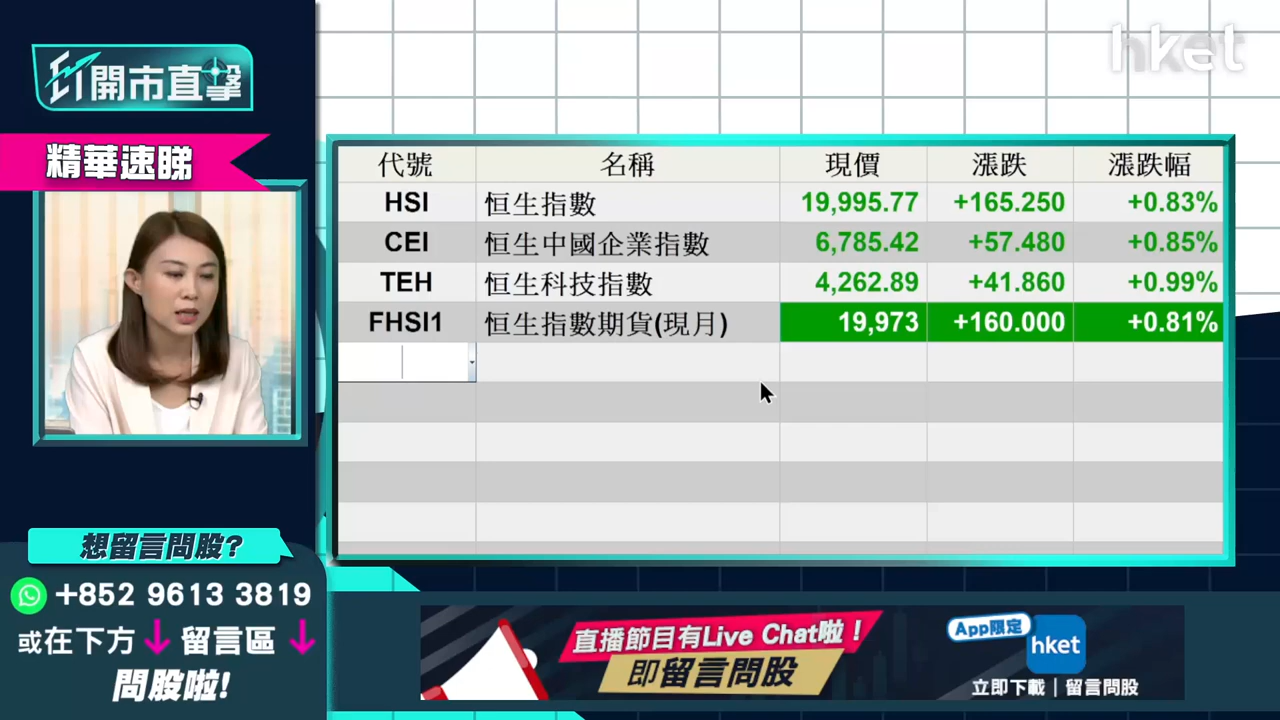 hket
ET開市直擊
精華速睇
代號 名稱 現價 漲跌 漲跌幅
HSI 恒生指數 19,995.77 +165.250 +0.83%
CEI 恒生中國企業指數 6,785.42 +57.480 +0.85%
TEH 恒生科技指數 4,262.89 +41.860 +0.99%
FHSI1 恒生指數期貨(現月) 19,973 +160.000 +0.81%
想留言問股?
+852 9613 3819
或在下方 留言區
問股啦!
直播節目有Live Chat啦!
即留言問股
App限定
hket
立即下載|留言問股